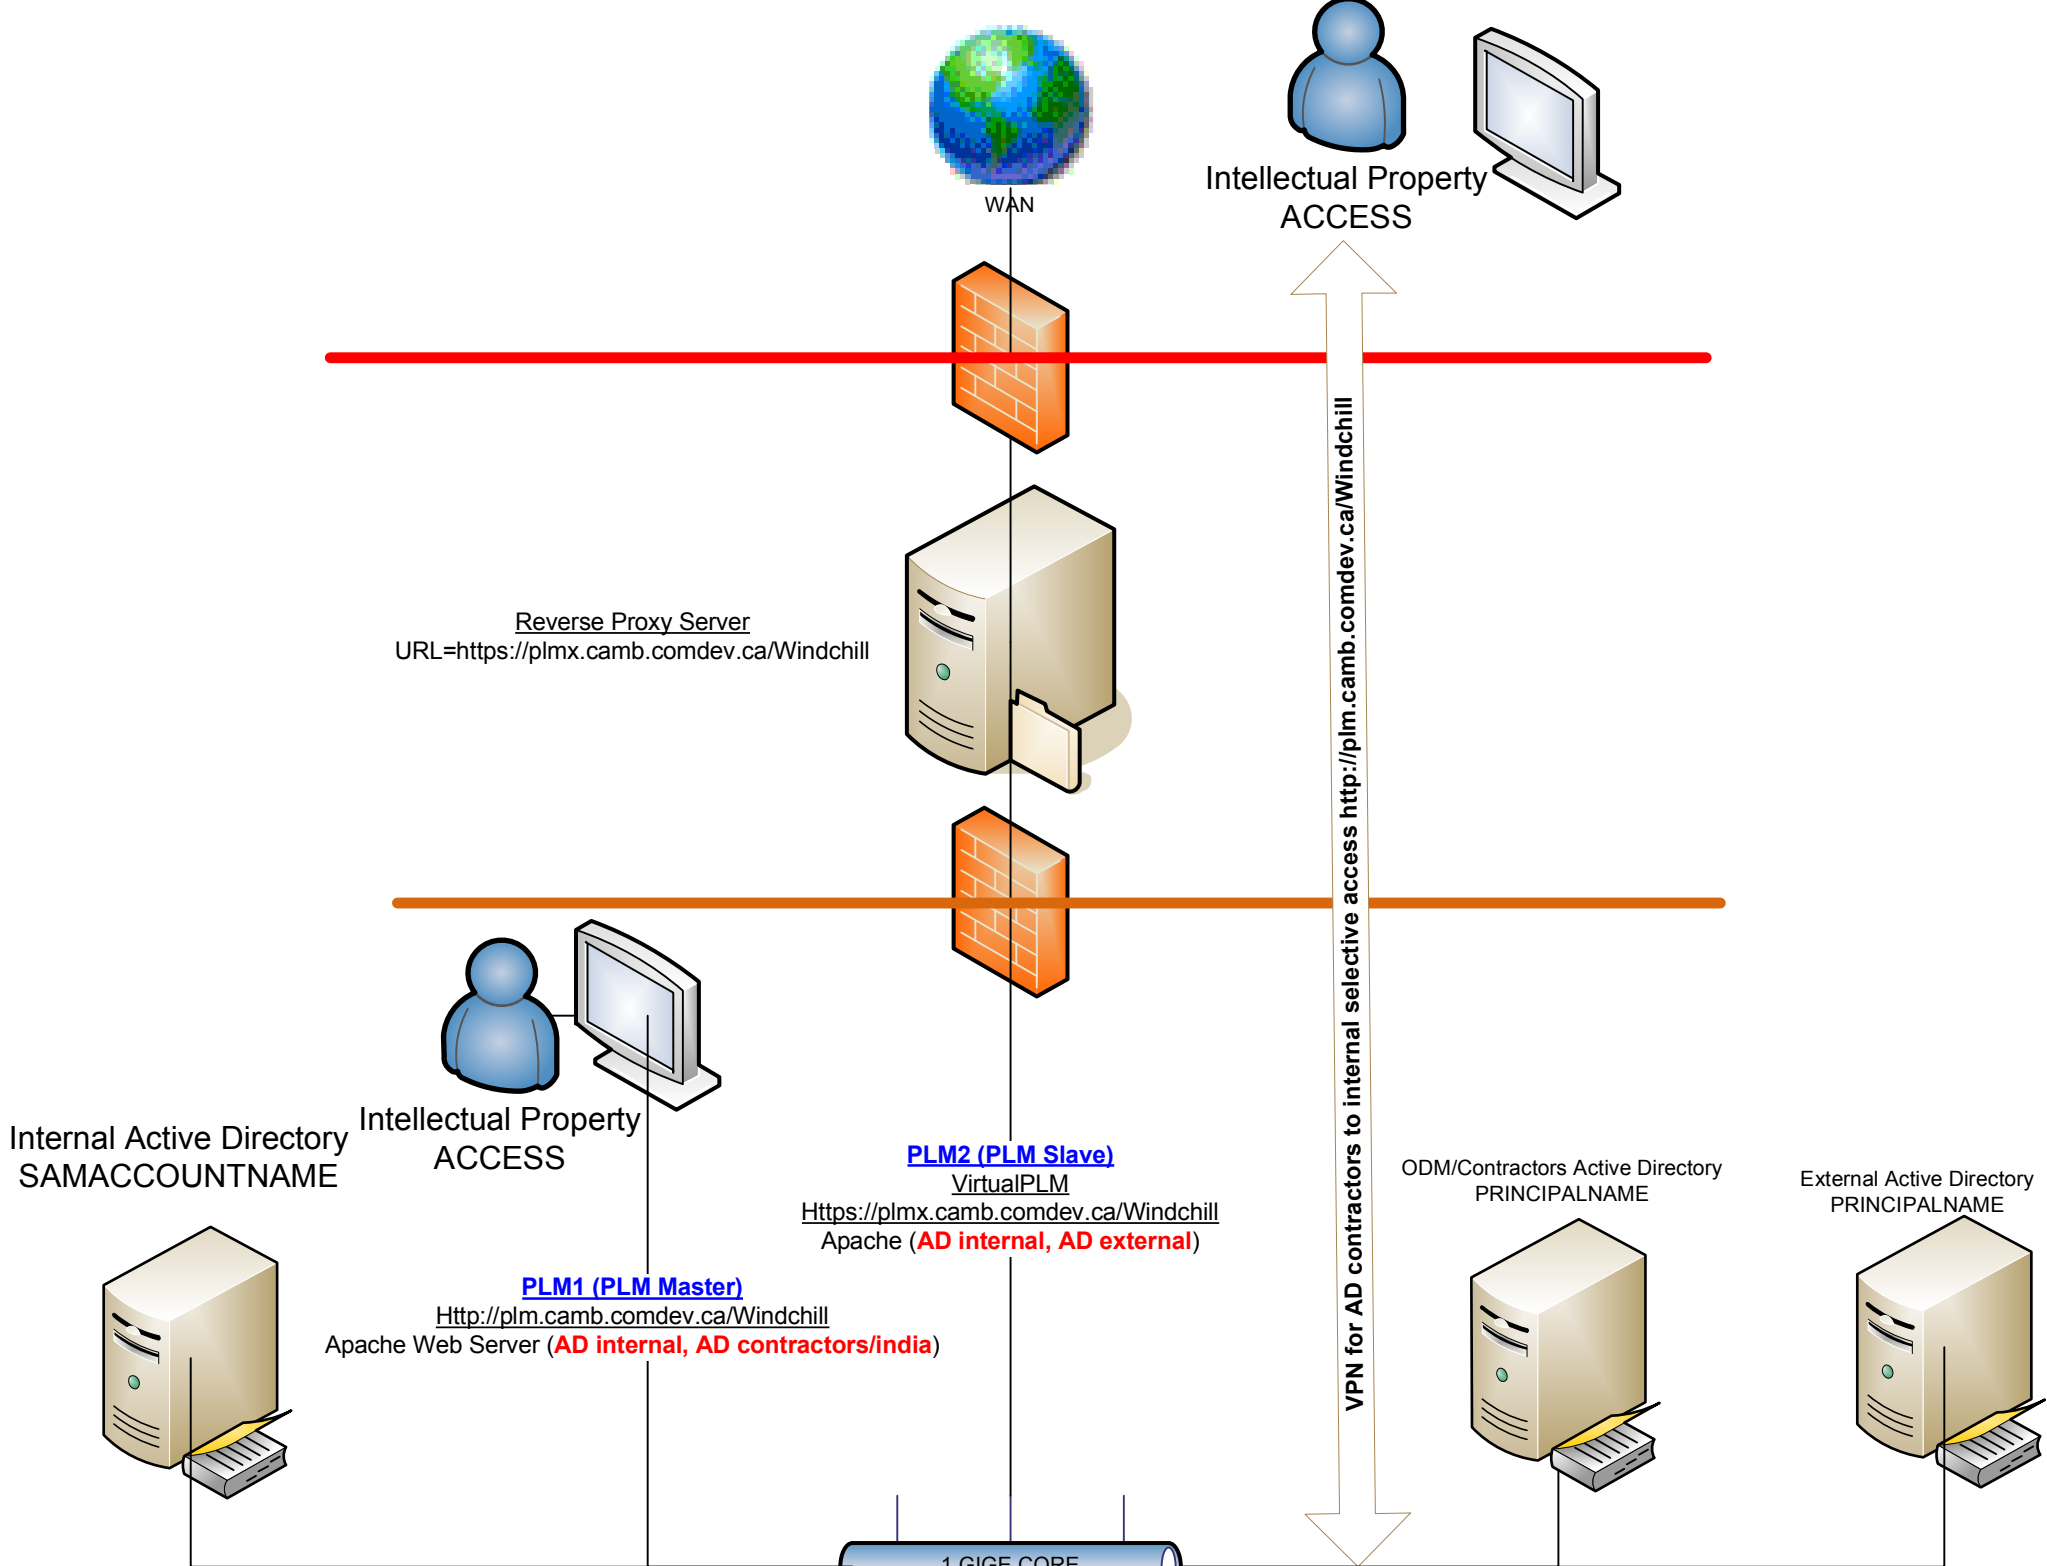 WAN
Intellectual Property
ACCESS
Reverse Proxy Server
URL=https://plmx.camb.comdev.ca/Windchill
VPN for AD contractors to internal selective access http://plm.camb.comdev.ca/Windchill
Internal Active Directory
SAMACCOUNTNAME
Intellectual Property
ACCESS
PLM2 (PLM Slave)
VirtualPLM
Https://plmx.camb.comdev.ca/Windchill
Apache (AD internal, AD external)
ODM/Contractors Active Directory
PRINCIPALNAME
External Active Directory
PRINCIPALNAME
PLM1 (PLM Master)
Http://plm.camb.comdev.ca/Windchill
Apache Web Server (AD internal, AD contractors/india)
1 GIGE CORE